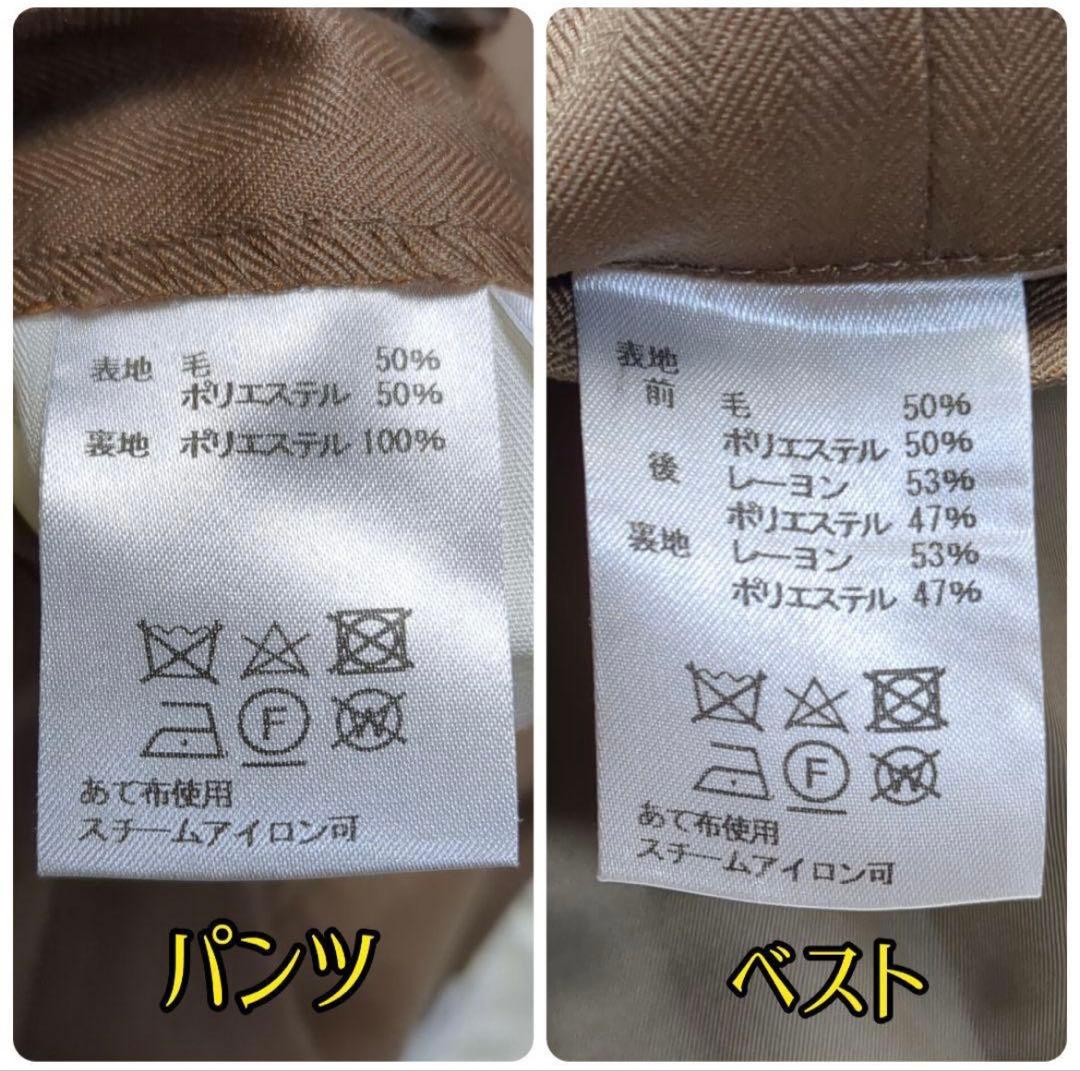 表地 毛 50%
ポリエステル 50%
裏地 ポリエステル 100%
F
W
あて布使用
スチームアイロン可
パンツ
表地
前 毛 50%
ポリエステル 50%
後 レーヨン 53%
ポリエステル 47%
裏地 レーヨン 53%
ポリエステル 47%
F
W
あて布使用
スチームアイロン可
ベスト